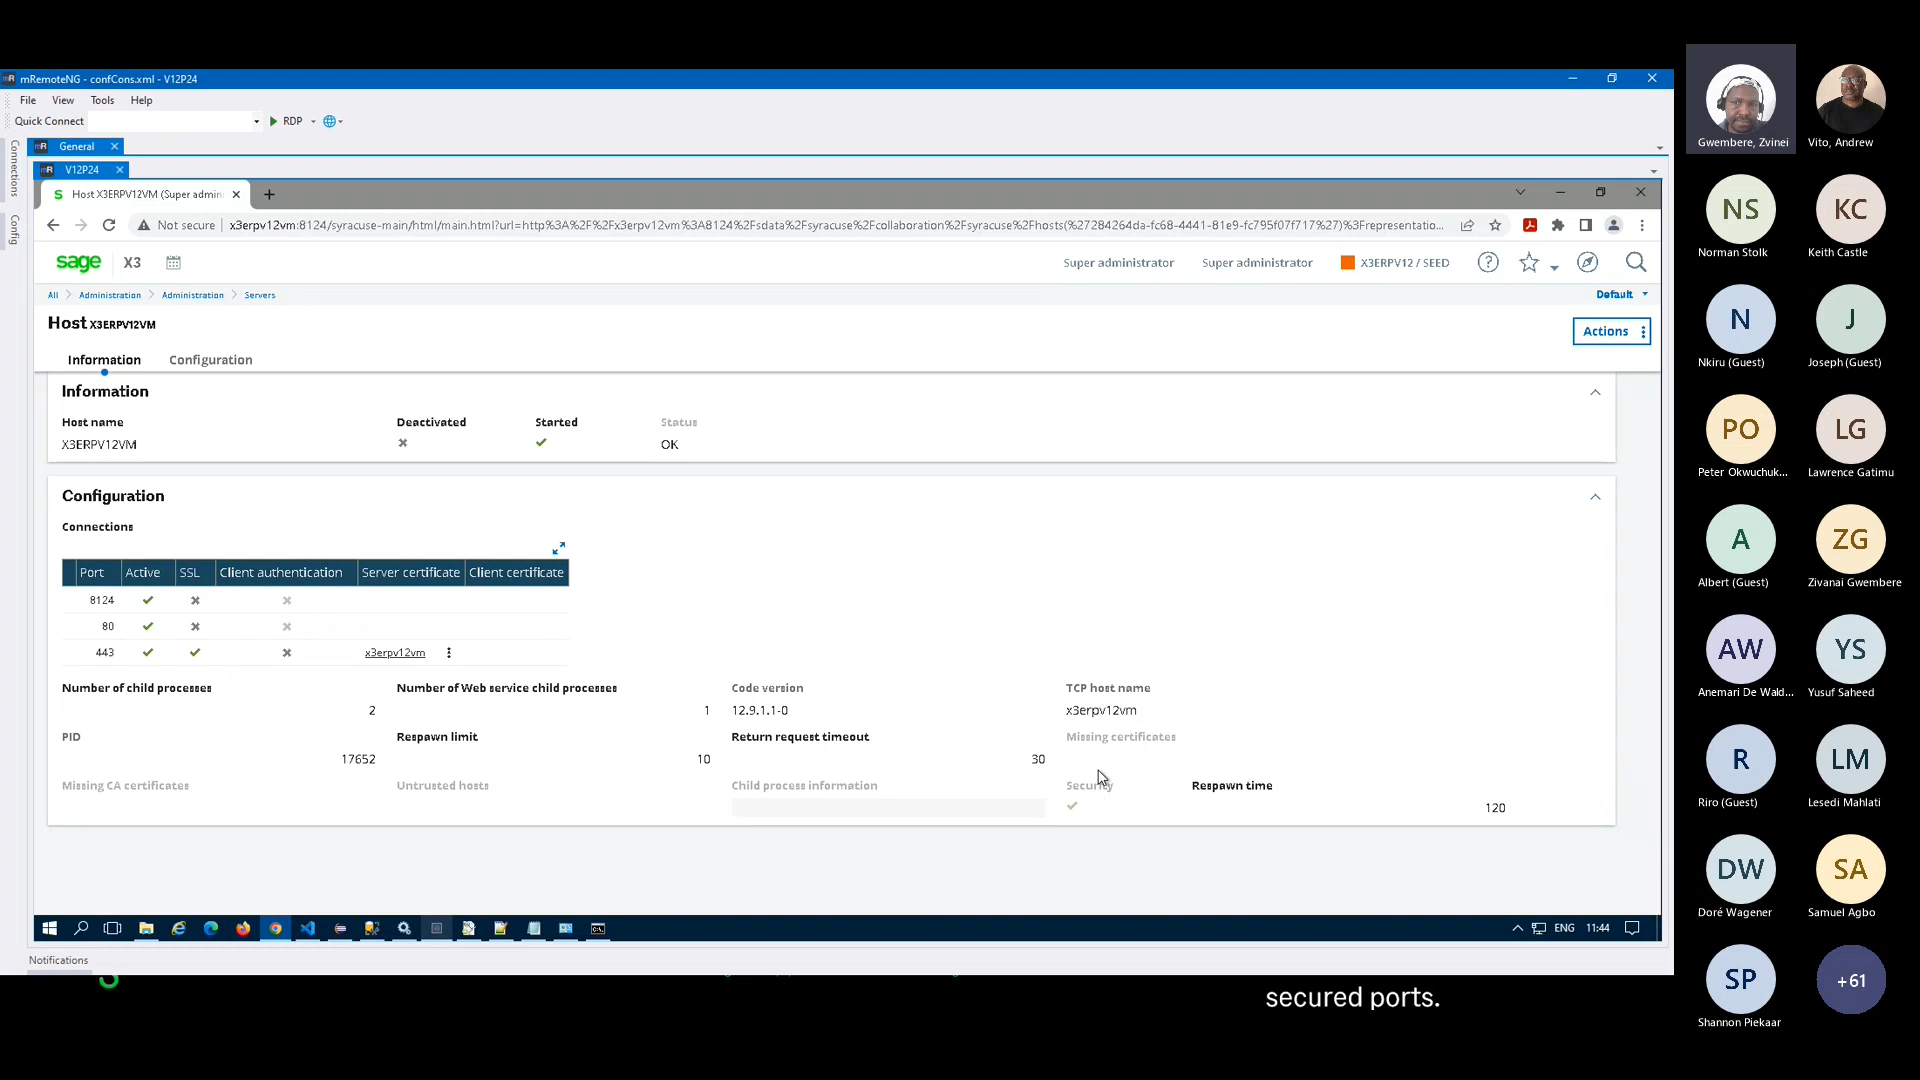 mRemoteNG - confCons.xml - V12P24
File View Tools Help
Quick Connect RDP
Connections
Config
General
V12P24
Host X3ERPV12VM (Super admin
Not secure x3erpv12vm:8124/syracuse-main/html/main.html?url=http%3A%2F%2Fx3erpv12vm%3A8124%2Fsdata%2Fsyracuse%2Fcollaboration%2Fsyracuse%2Fhosts(%27284264da-fc68-4441-81e9-fc795f07f717%27)%3Frepresentatio...
sage X3 Super administrator Super administrator X3ERPV12 / SEED
All Administration Administration Servers Default
Host X3ERPV12VM
Actions
Information Configuration
Information
Host name Deactivated Started Status
X3ERPV12VM OK
Configuration
Connections
Port Active SSL Client authentication Server certificate Client certificate
8124
80
443 x3erpv12vm
Number of child processes Number of Web service child processes Code version TCP host name
2 1 12.9.1.1-0 x3erpv12vm
PID Respawn limit Return request timeout Missing certificates
17652 10 30
Missing CA certificates Untrusted hosts Child process information Security Respawn time
120
ENG 11:44
Notifications
secured ports.
Gwembere, Zvinei
Vito, Andrew
NS
Norman Stolk
KC
Keith Castle
N
Nkiru (Guest)
J
Joseph (Guest)
PO
Peter Okwuchuk...
LG
Lawrence Gatimu
A
Albert (Guest)
ZG
Zivanai Gwembere
AW
Anemari De Wald...
YS
Yusuf Saheed
R
Riro (Guest)
LM
Lesedi Mahlati
DW
Doré Wagener
SA
Samuel Agbo
SP
Shannon Piekaar
+61